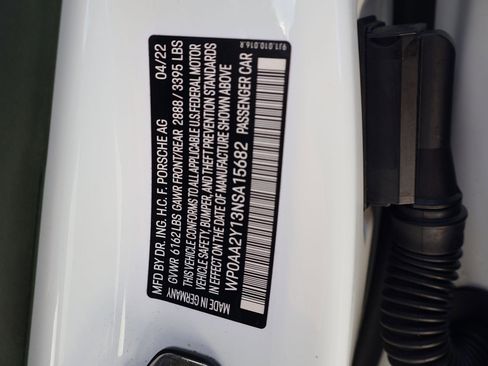 04/22
9J1.010.016.R
MFD BY DR. ING. H.C. F. PORSCHE AG
GVWR 6162 LBS GAWR FRONT/REAR 2888 / 3395 LBS
THIS VEHICLE CONFORMS TO ALL APPLICABLE U.S. FEDERAL MOTOR
VEHICLE SAFETY, BUMPER, AND THEFT PREVENTION STANDARDS
IN EFFECT ON THE DATE OF MANUFACTURE SHOWN ABOVE
WP0AA2Y13NSA15682 PASSENGER CAR
MADE IN GERMANY